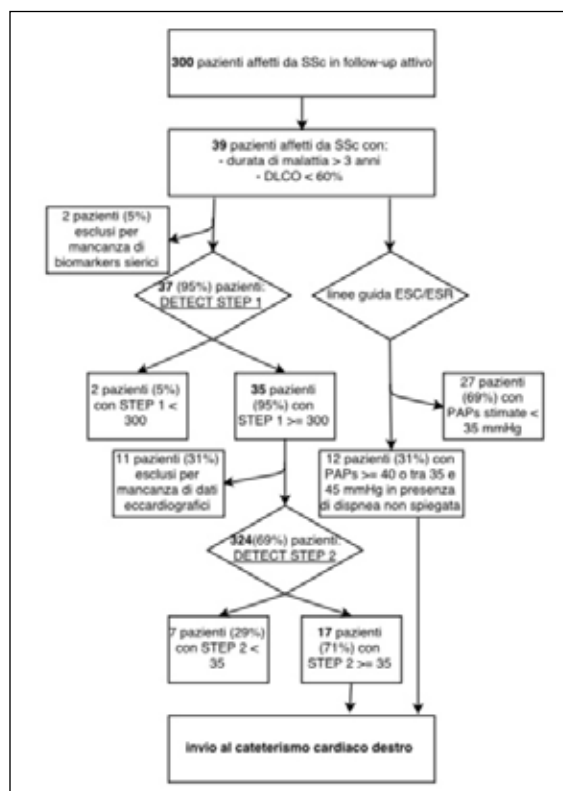 300 pazienti affetti da SSc in follow-up attivo
39 pazienti affetti da SSc con:
- durata di malattia > 3 anni
- DLCO < 60%
2 pazienti (5%)
esclusi per
mancanza di
biomarkers sierici
37 (95%) pazienti:
DETECT STEP 1
linee guida ESC/ESR
2 pazienti (5%)
con STEP 1 <
300
35 pazienti
(95%) con
STEP 1 >= 300
27 pazienti
(69%) con
PAPs stimate <
35 mmHg
11 pazienti (31%)
esclusi per
mancanza di dati
eccardiografici
12 pazienti (31%) con
PAPs >= 40 o tra 35 e
45 mmHg in presenza
di dispnea non spiegata
324(69%) pazienti:
DETECT STEP 2
7 pazienti (29%)
con STEP 2 <
35
17 pazienti
(71%) con
STEP 2 >= 35
invio al cateterismo cardiaco destro